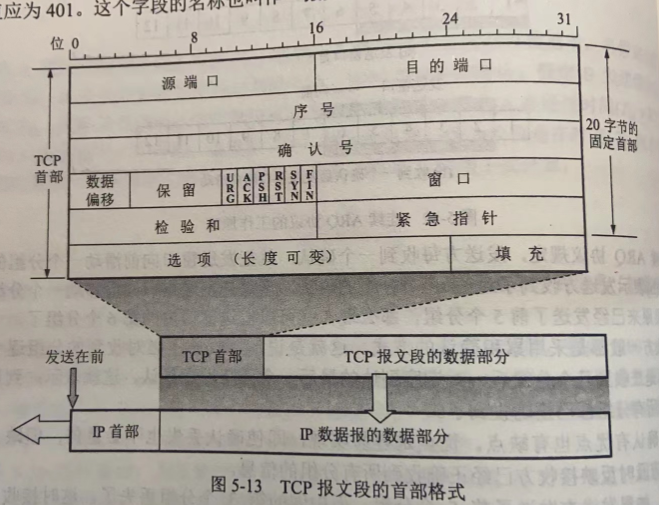 应为 401。这个字段的名称也
位 0 8 16 24 31
源 端 口 目 的 端 口
序 号
确 认 号
数据偏移 保 留 URG ACK PSH RST SYN FIN 窗 口
检 验 和 紧 急 指 针
选 项 （长 度 可 变） 填 充
TCP 首部
20 字节的固定首部
发送在前
TCP 首部 TCP 报文段的数据部分
IP 首部 IP 数据报的数据部分
图 5-13 TCP 报文段的首部格式